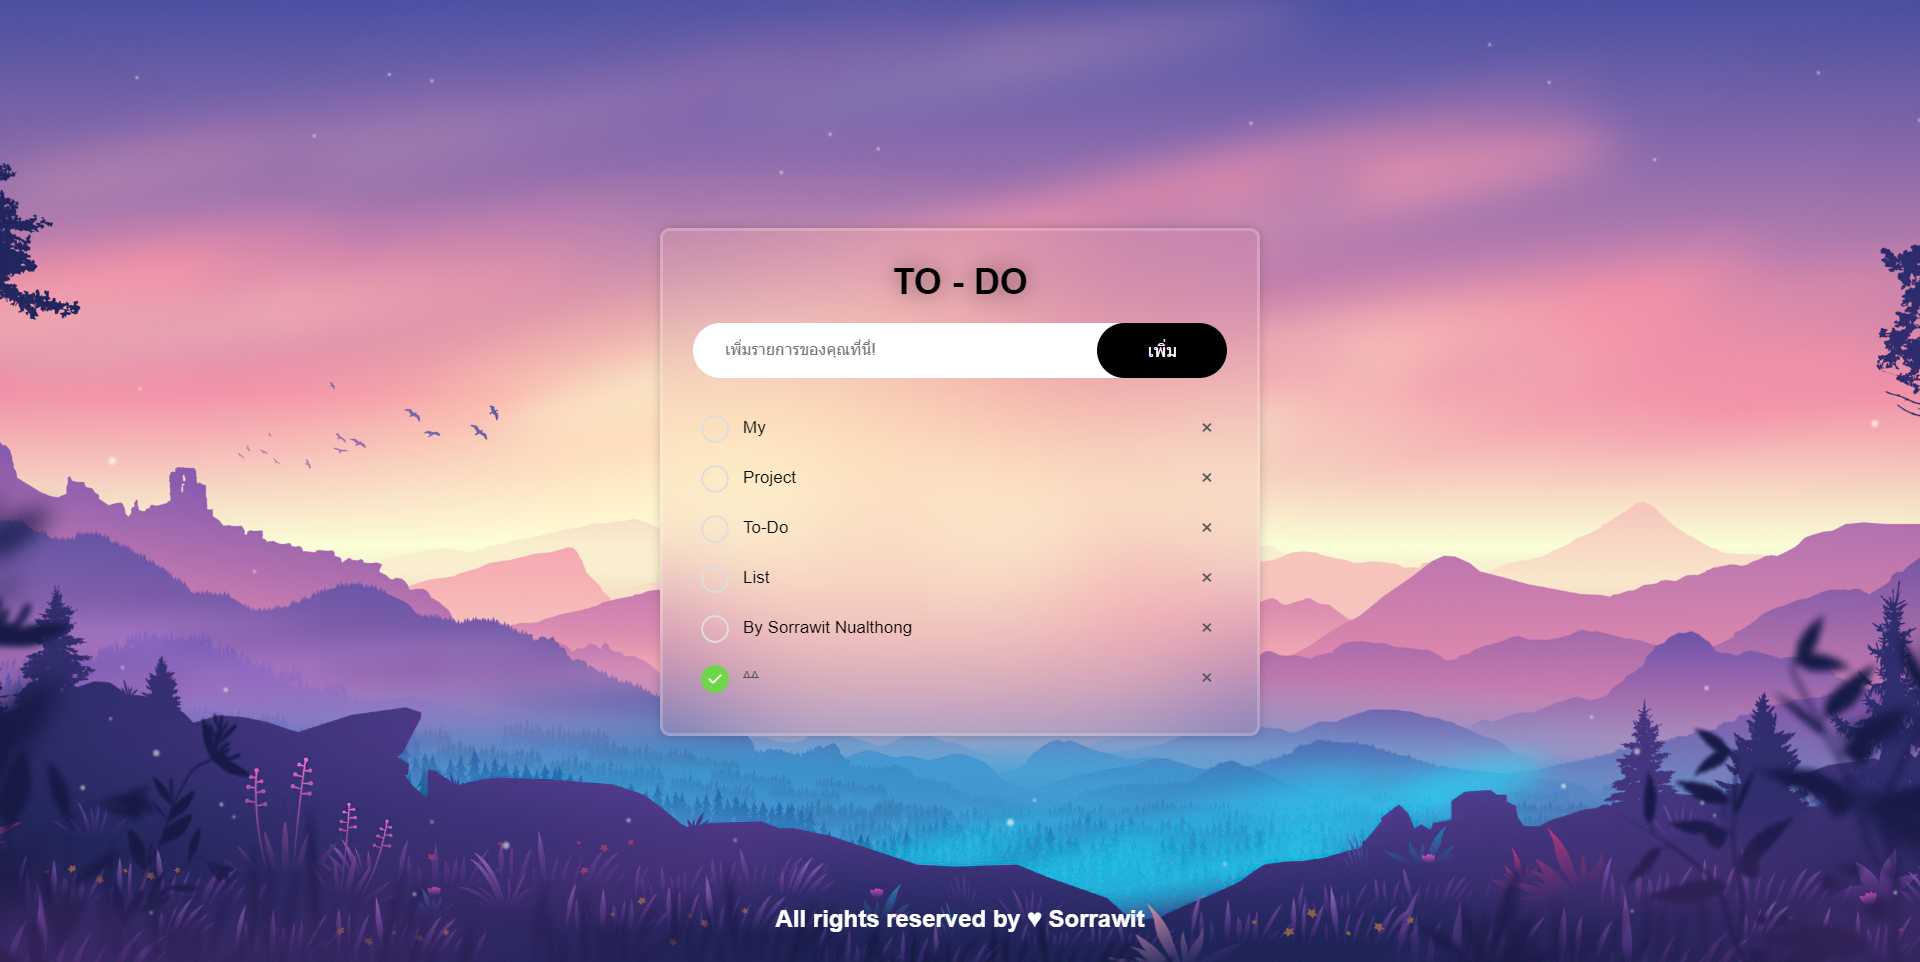 TO - DO
เพิ่มรายการของคุณที่นี่!
เพิ่ม
My
Project
To-Do
List
By Sorrawit Nualthong
^^
All rights reserved by ♥ Sorrawit